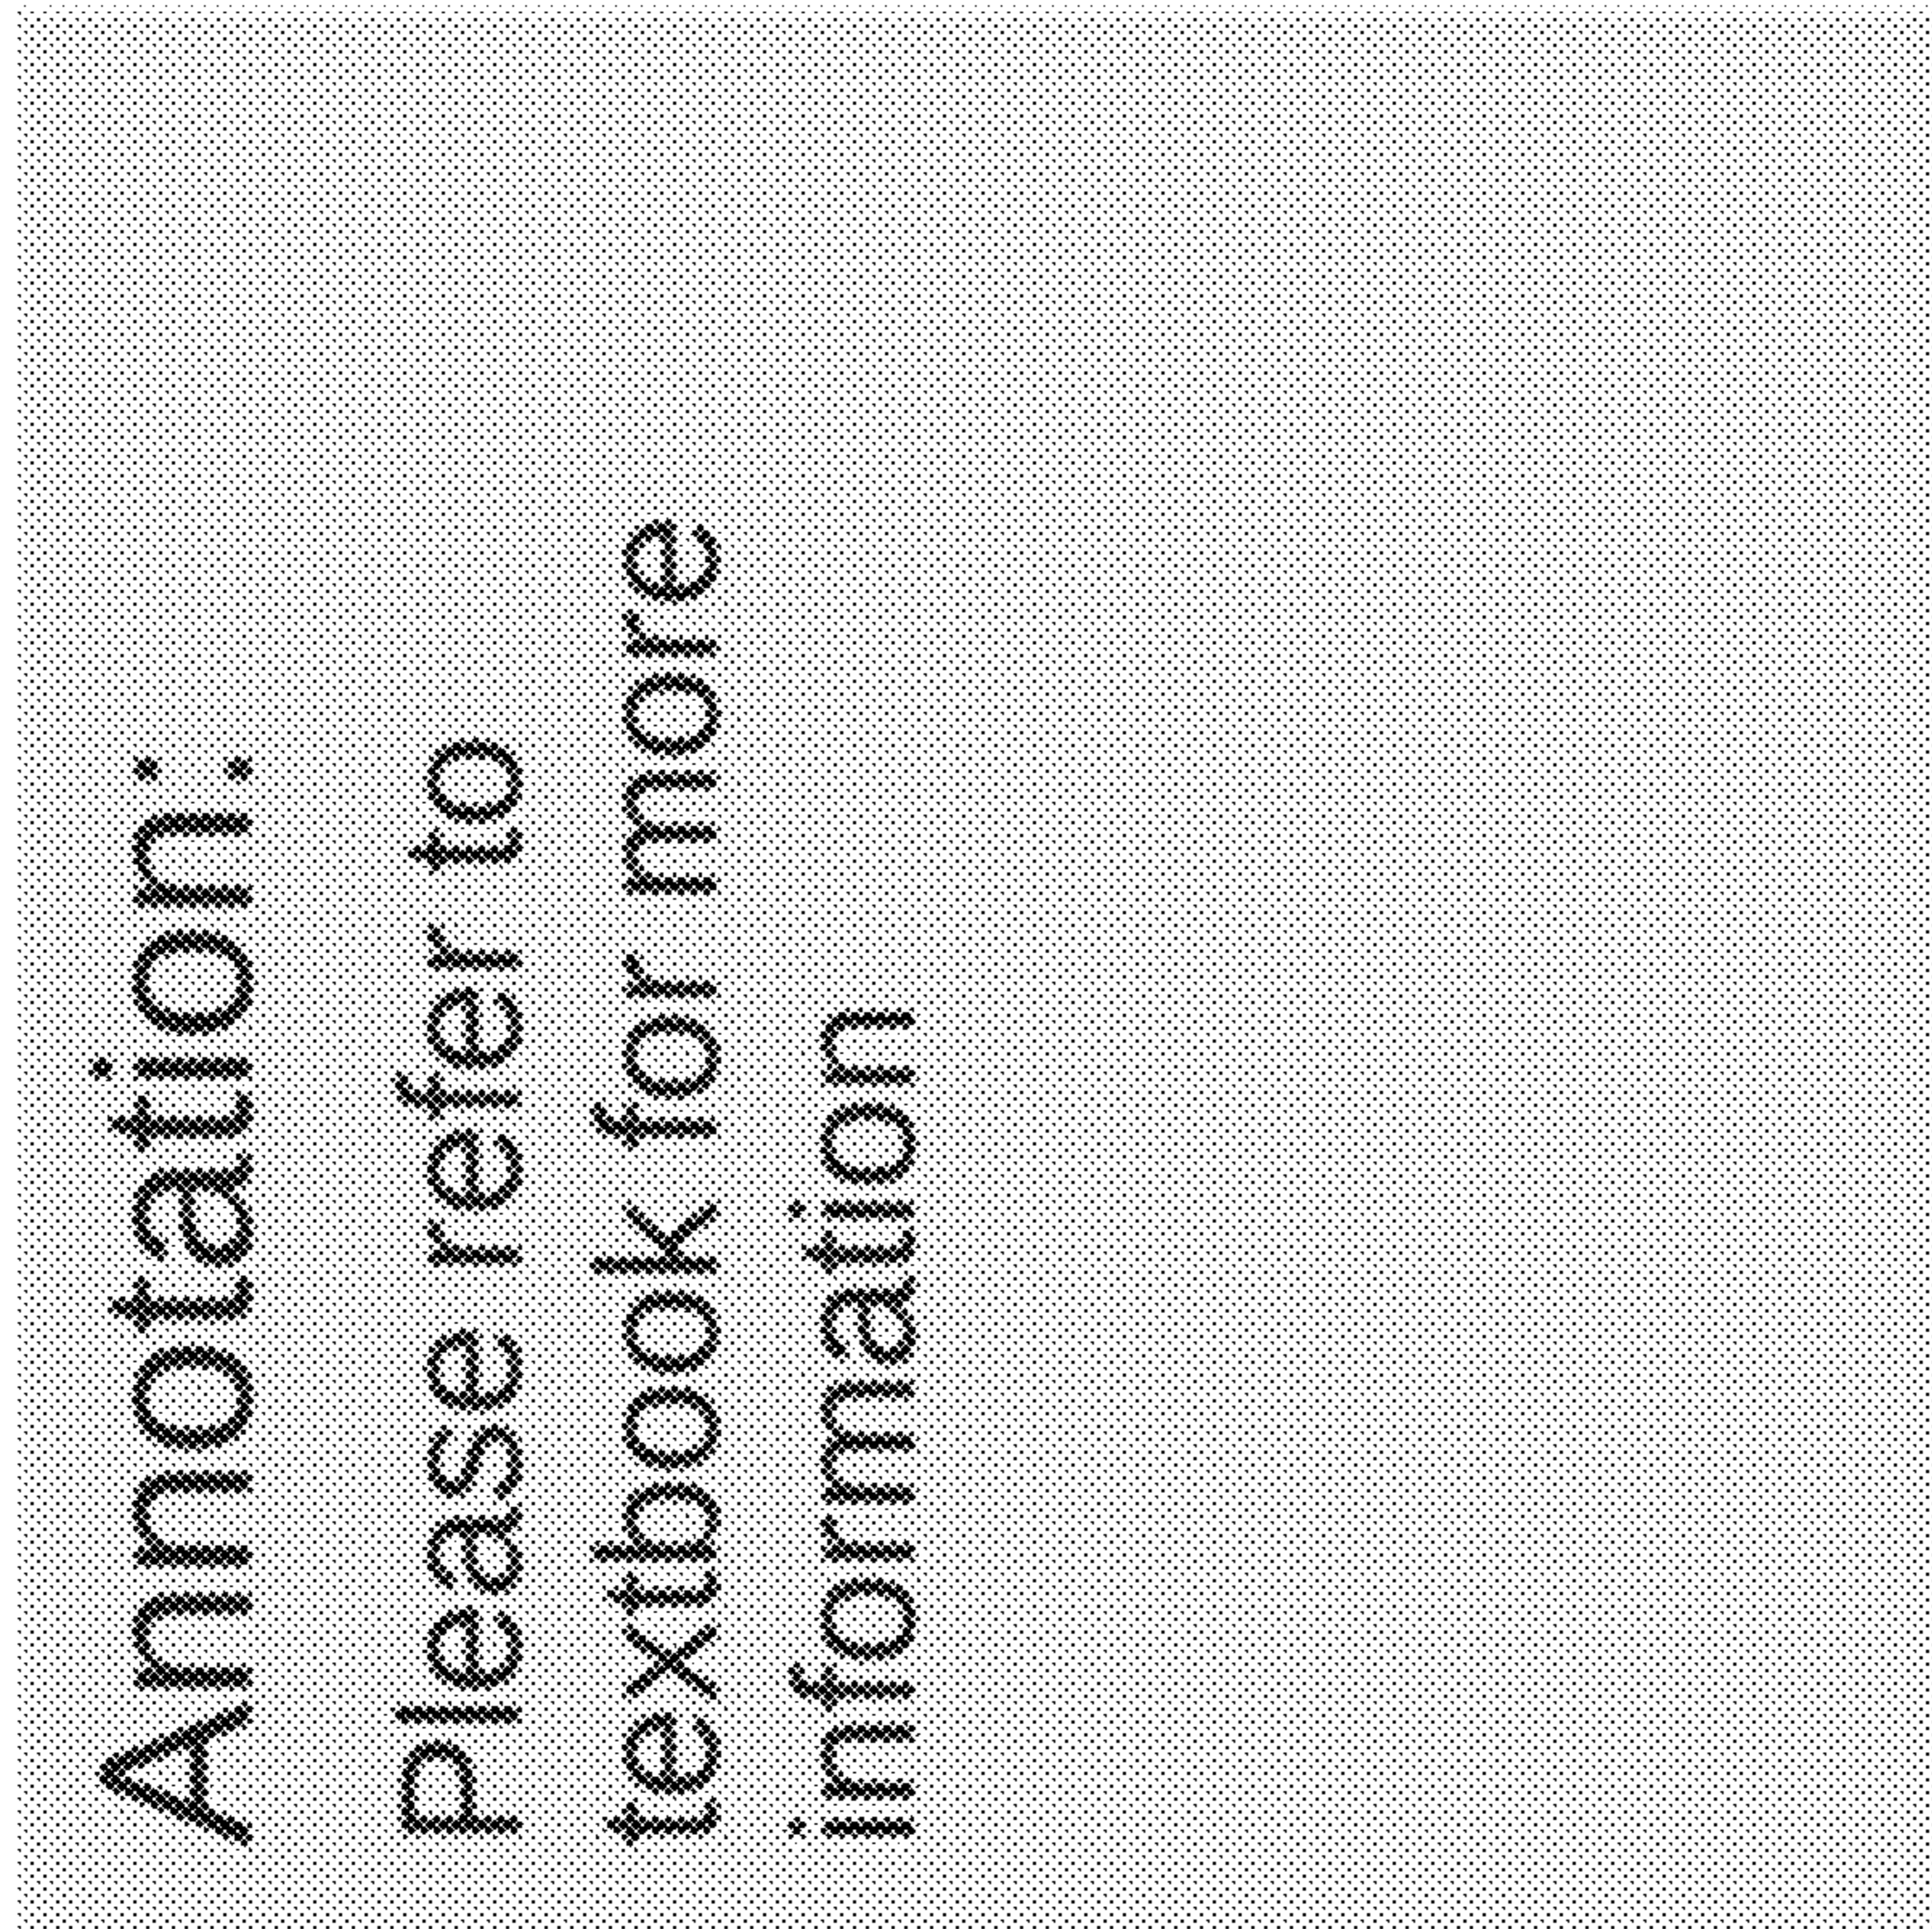 Annotation:
Please refer to
textbook for more
information